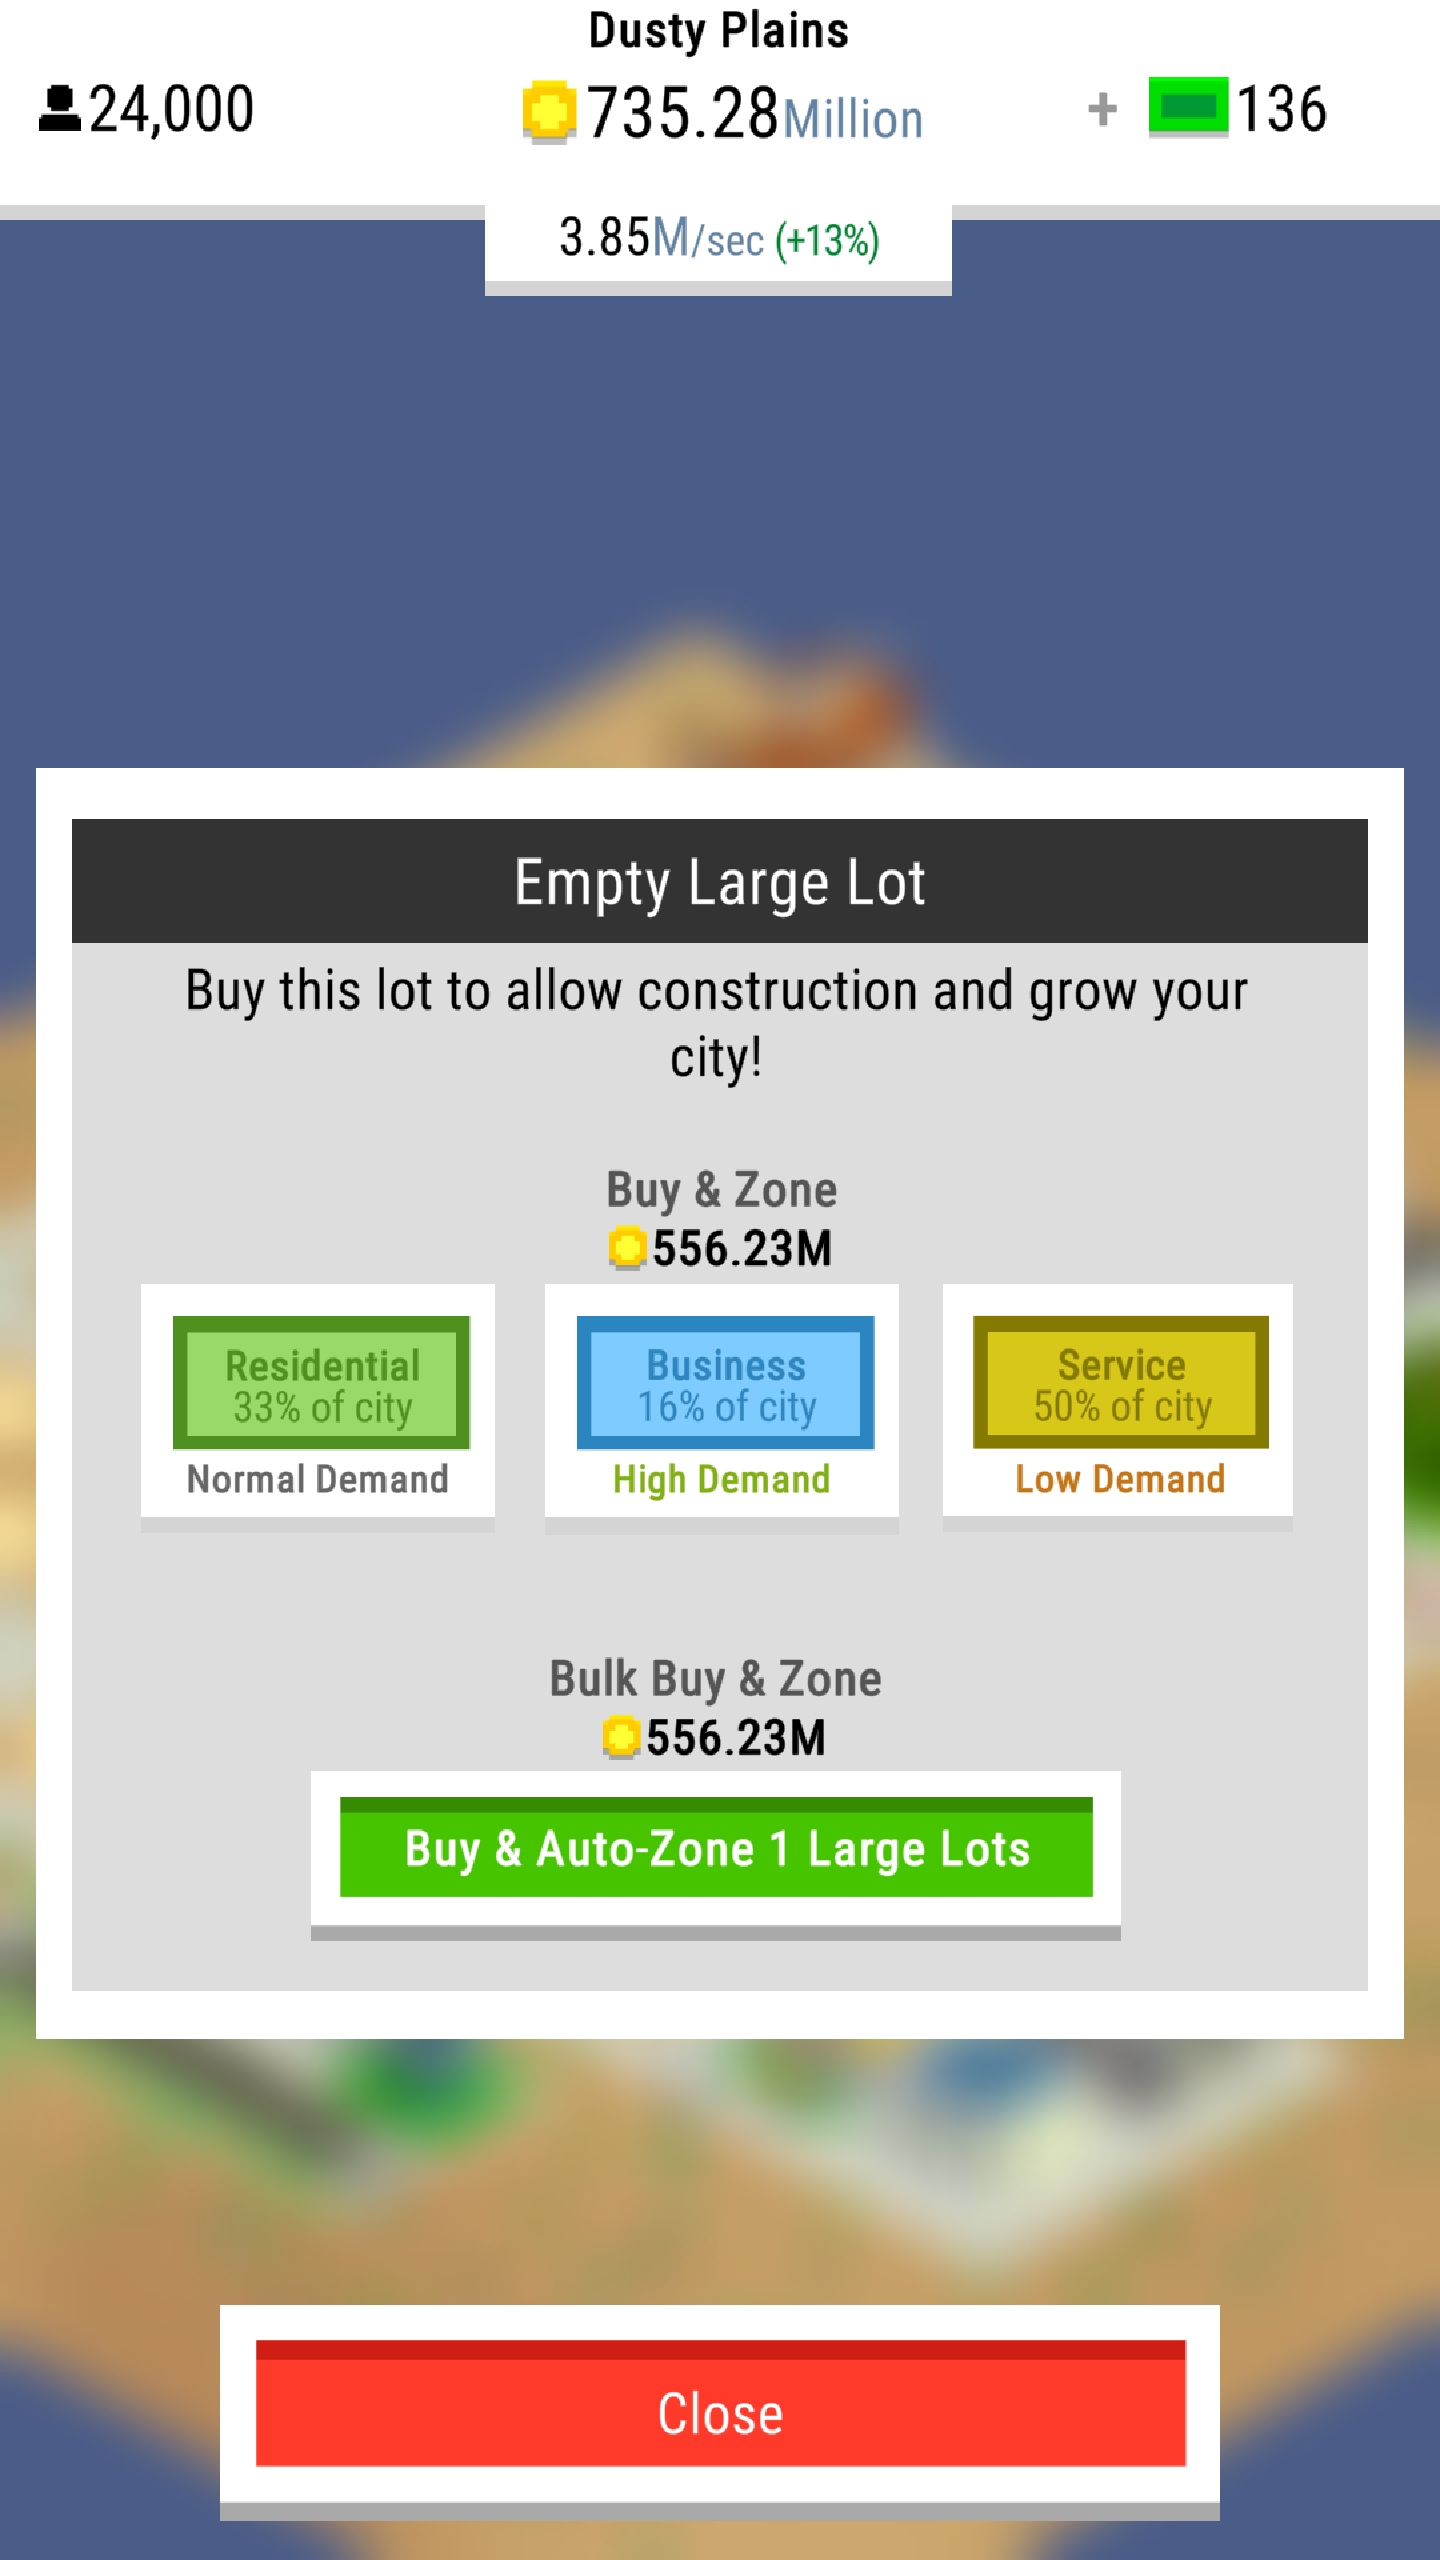 Dusty Plains
24,000
735.28Million
+ 136
3.85M/sec (+13%)
Empty Large Lot
Buy this lot to allow construction and grow your
city!
Buy & Zone
556.23M
Residential
33% of city
Normal Demand
Business
16% of city
High Demand
Service
50% of city
Low Demand
Bulk Buy & Zone
556.23M
Buy & Auto-Zone 1 Large Lots
Close